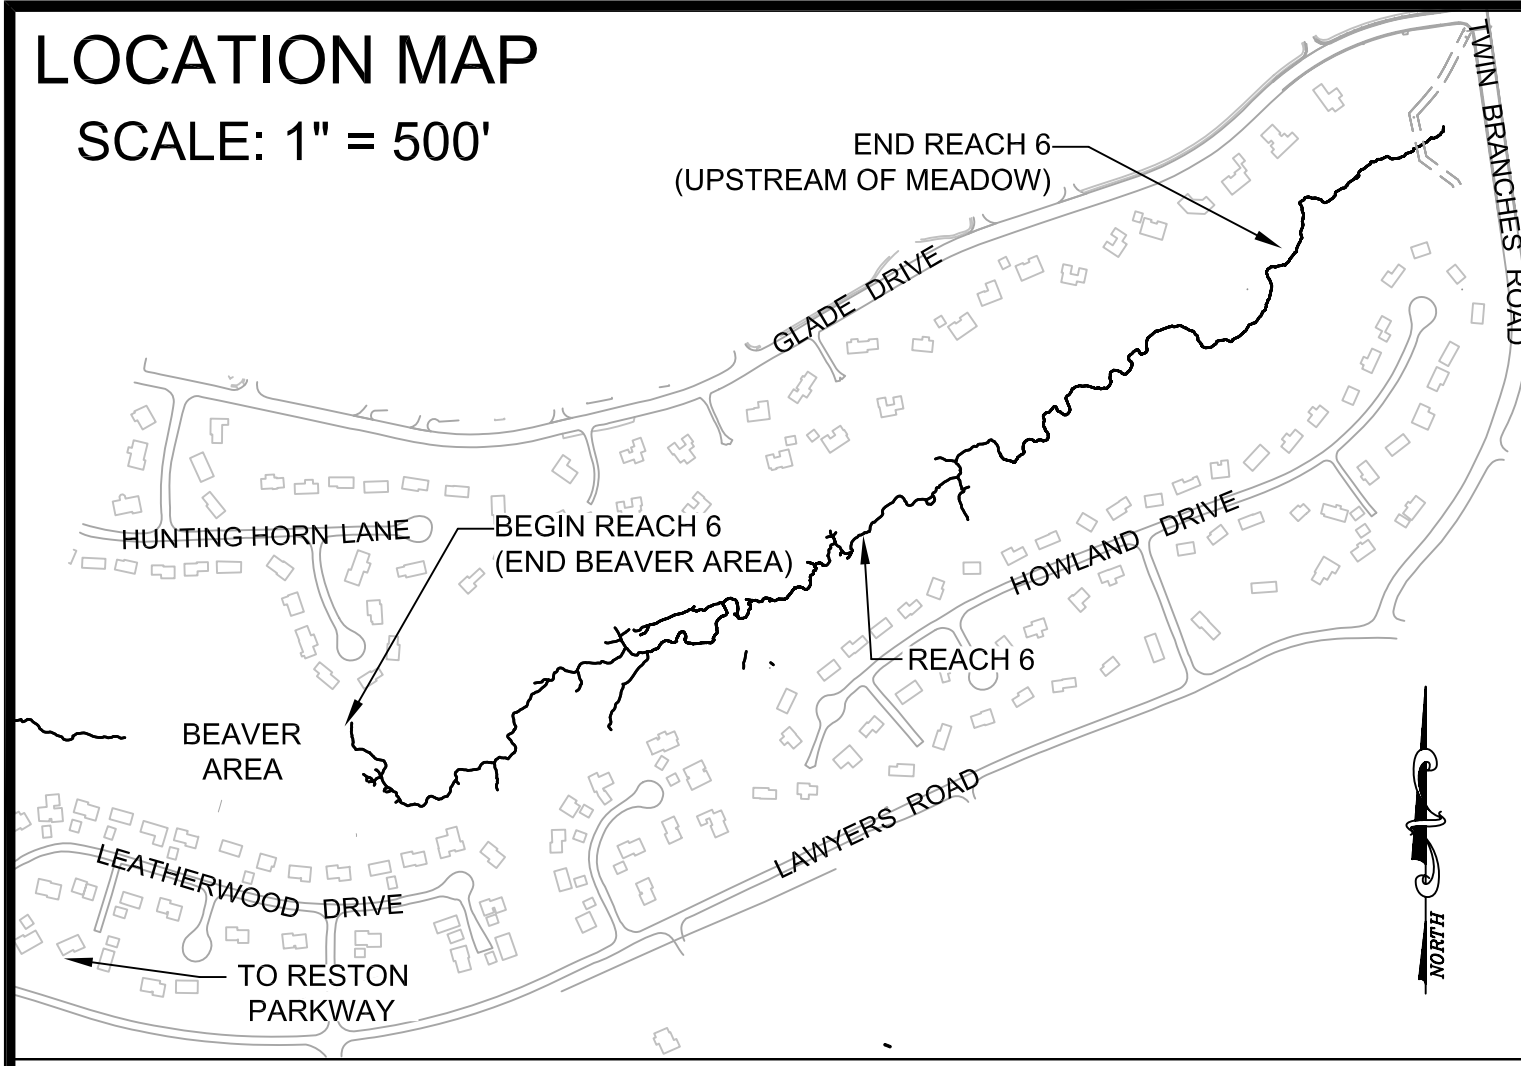 LOCATION MAP
SCALE: 1" = 500'
TWIN BRANCHES ROAD
END REACH 6
(UPSTREAM OF MEADOW)
GLADE DRIVE
HUNTING HORN LANE
BEGIN REACH 6
(END BEAVER AREA)
HOWLAND DRIVE
REACH 6
BEAVER
AREA
LAWYERS ROAD
LEATHERWOOD DRIVE
TO RESTON
PARKWAY
NORTH